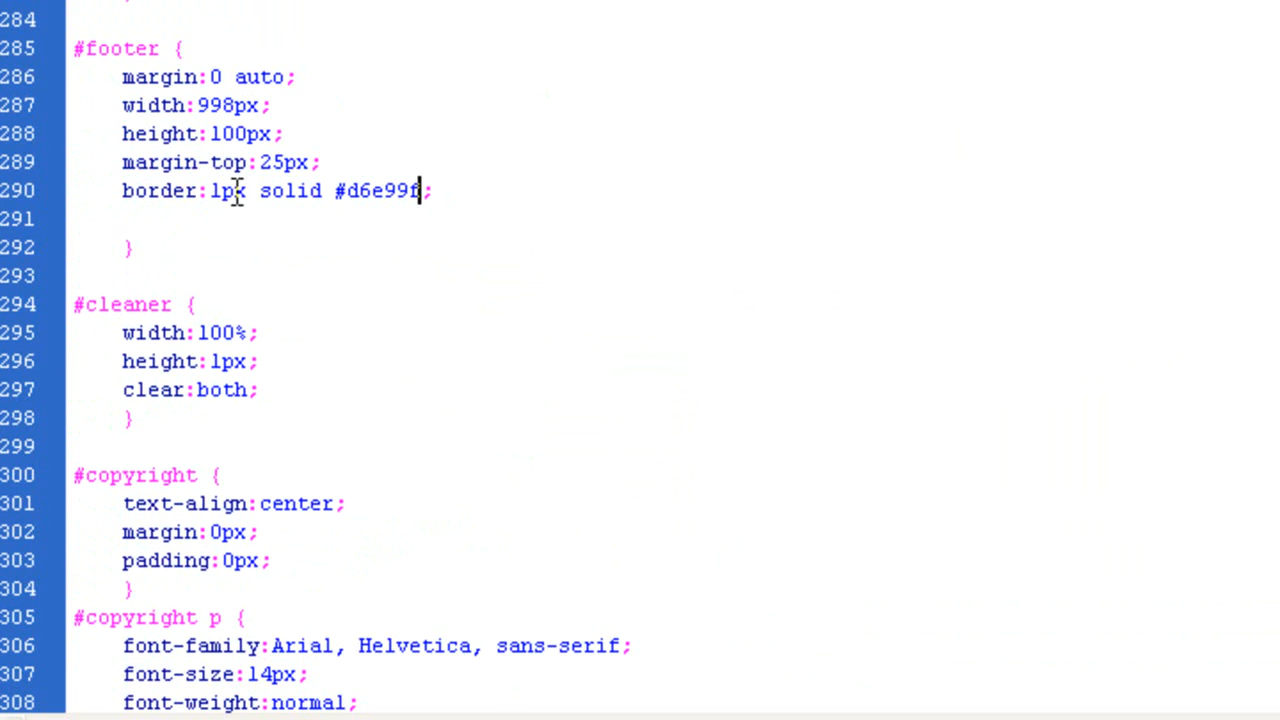 284
285 #footer {
286 margin:0 auto;
287 width:998px;
288 height:100px;
289 margin-top:25px;
290 border:1px solid #d6e99f;
291
292 }
293
294 #cleaner {
295 width:100%;
296 height:1px;
297 clear:both;
298 }
299
300 #copyright {
301 text-align:center;
302 margin:0px;
303 padding:0px;
304 }
305 #copyright p {
306 font-family:Arial, Helvetica, sans-serif;
307 font-size:14px;
308 font-weight:normal;